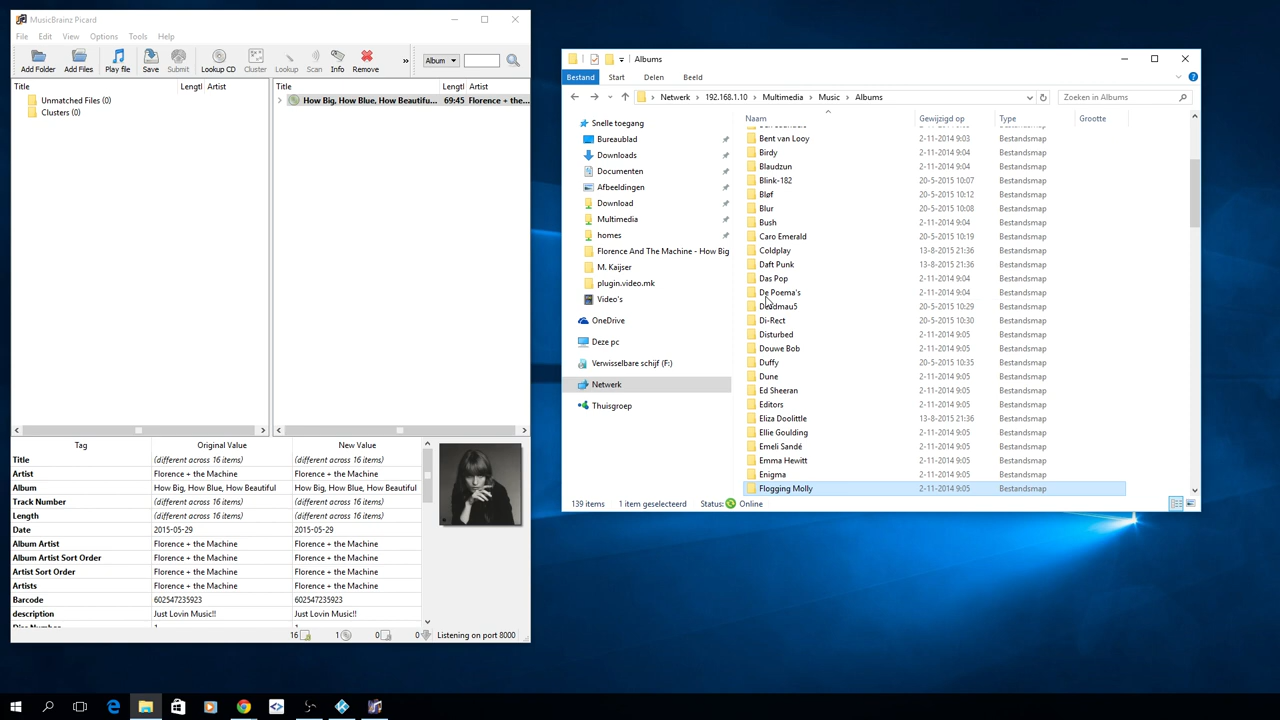 MusicBrainz Picard
File Edit View Options Tools Help
Add Folder Add Files Play file Save Submit Lookup CD Cluster Lookup Scan Info Remove » Album
Title Lengtl Artist
Unmatched Files (0)
Clusters (0)
Title Lengtl Artist
How Big, How Blue, How Beautifu... 69:45 Florence + the...
Tag Original Value New Value
Title (different across 16 items) (different across 16 items)
Artist Florence + the Machine Florence + the Machine
Album How Big, How Blue, How Beautiful How Big, How Blue, How Beautiful
Track Number (different across 16 items) (different across 16 items)
Length (different across 16 items) (different across 16 items)
Date 2015-05-29 2015-05-29
Album Artist Florence + the Machine Florence + the Machine
Album Artist Sort Order Florence + the Machine Florence + the Machine
Artist Sort Order Florence + the Machine Florence + the Machine
Artists Florence + the Machine Florence + the Machine
Barcode 602547235923 602547235923
description Just Lovin Music!! Just Lovin Music!!
16 1 0 0 Listening on port 8000
Albums
Bestand Start Delen Beeld
Netwerk 192.168.1.10 Multimedia Music Albums Zoeken in Albums
Snelle toegang
Bureaublad
Downloads
Documenten
Afbeeldingen
Download
Multimedia
homes
Florence And The Machine - How Big
M. Kaijser
plugin.video.mk
Video's
OneDrive
Deze pc
Verwisselbare schijf (F:)
Netwerk
Thuisgroep
Naam Gewijzigd op Type Grootte
Bent van Looy 2-11-2014 9:03 Bestandsmap
Birdy 2-11-2014 9:04 Bestandsmap
Blaudzun 2-11-2014 9:04 Bestandsmap
Blink-182 20-5-2015 10:07 Bestandsmap
Bløf 20-5-2015 10:12 Bestandsmap
Blur 20-5-2015 10:08 Bestandsmap
Bush 2-11-2014 9:04 Bestandsmap
Caro Emerald 20-5-2015 10:19 Bestandsmap
Coldplay 13-8-2015 21:36 Bestandsmap
Daft Punk 13-8-2015 21:36 Bestandsmap
Das Pop 2-11-2014 9:04 Bestandsmap
De Poema's 2-11-2014 9:04 Bestandsmap
Deadmau5 20-5-2015 10:29 Bestandsmap
Di-Rect 20-5-2015 10:30 Bestandsmap
Disturbed 2-11-2014 9:05 Bestandsmap
Douwe Bob 2-11-2014 9:05 Bestandsmap
Duffy 20-5-2015 10:35 Bestandsmap
Dune 2-11-2014 9:05 Bestandsmap
Ed Sheeran 2-11-2014 9:05 Bestandsmap
Editors 2-11-2014 9:05 Bestandsmap
Eliza Doolittle 13-8-2015 21:36 Bestandsmap
Ellie Goulding 2-11-2014 9:05 Bestandsmap
Emeli Sandé 2-11-2014 9:05 Bestandsmap
Emma Hewitt 2-11-2014 9:05 Bestandsmap
Enigma 2-11-2014 9:05 Bestandsmap
Flogging Molly 2-11-2014 9:05 Bestandsmap
139 items 1 item geselecteerd Status: Online